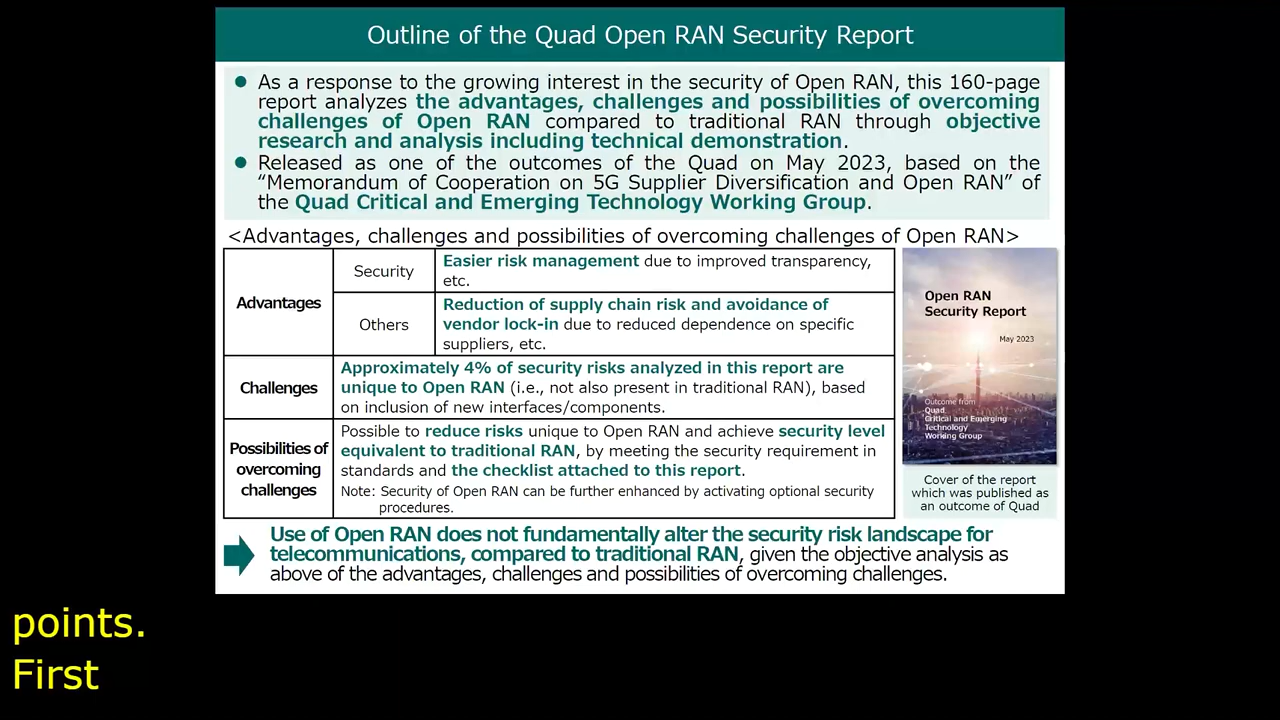 Outline of the Quad Open RAN Security Report
● As a response to the growing interest in the security of Open RAN, this 160-page
report analyzes the advantages, challenges and possibilities of overcoming
challenges of Open RAN compared to traditional RAN through objective
research and analysis including technical demonstration.
● Released as one of the outcomes of the Quad on May 2023, based on the
“Memorandum of Cooperation on 5G Supplier Diversification and Open RAN” of
the Quad Critical and Emerging Technology Working Group.
<Advantages, challenges and possibilities of overcoming challenges of Open RAN>
Advantages
Security
Easier risk management due to improved transparency,
etc.
Others
Reduction of supply chain risk and avoidance of
vendor lock-in due to reduced dependence on specific
suppliers, etc.
Challenges
Approximately 4% of security risks analyzed in this report are
unique to Open RAN (i.e., not also present in traditional RAN), based
on inclusion of new interfaces/components.
Possibilities of
overcoming
challenges
Possible to reduce risks unique to Open RAN and achieve security level
equivalent to traditional RAN, by meeting the security requirement in
standards and the checklist attached to this report.
Note: Security of Open RAN can be further enhanced by activating optional security
procedures.
Open RAN
Security Report
May 2023
Outcome from
Quad
Critical and Emerging
Technology
Working Group
Cover of the report
which was published as
an outcome of Quad
Use of Open RAN does not fundamentally alter the security risk landscape for
telecommunications, compared to traditional RAN, given the objective analysis as
above of the advantages, challenges and possibilities of overcoming challenges.
points.
First